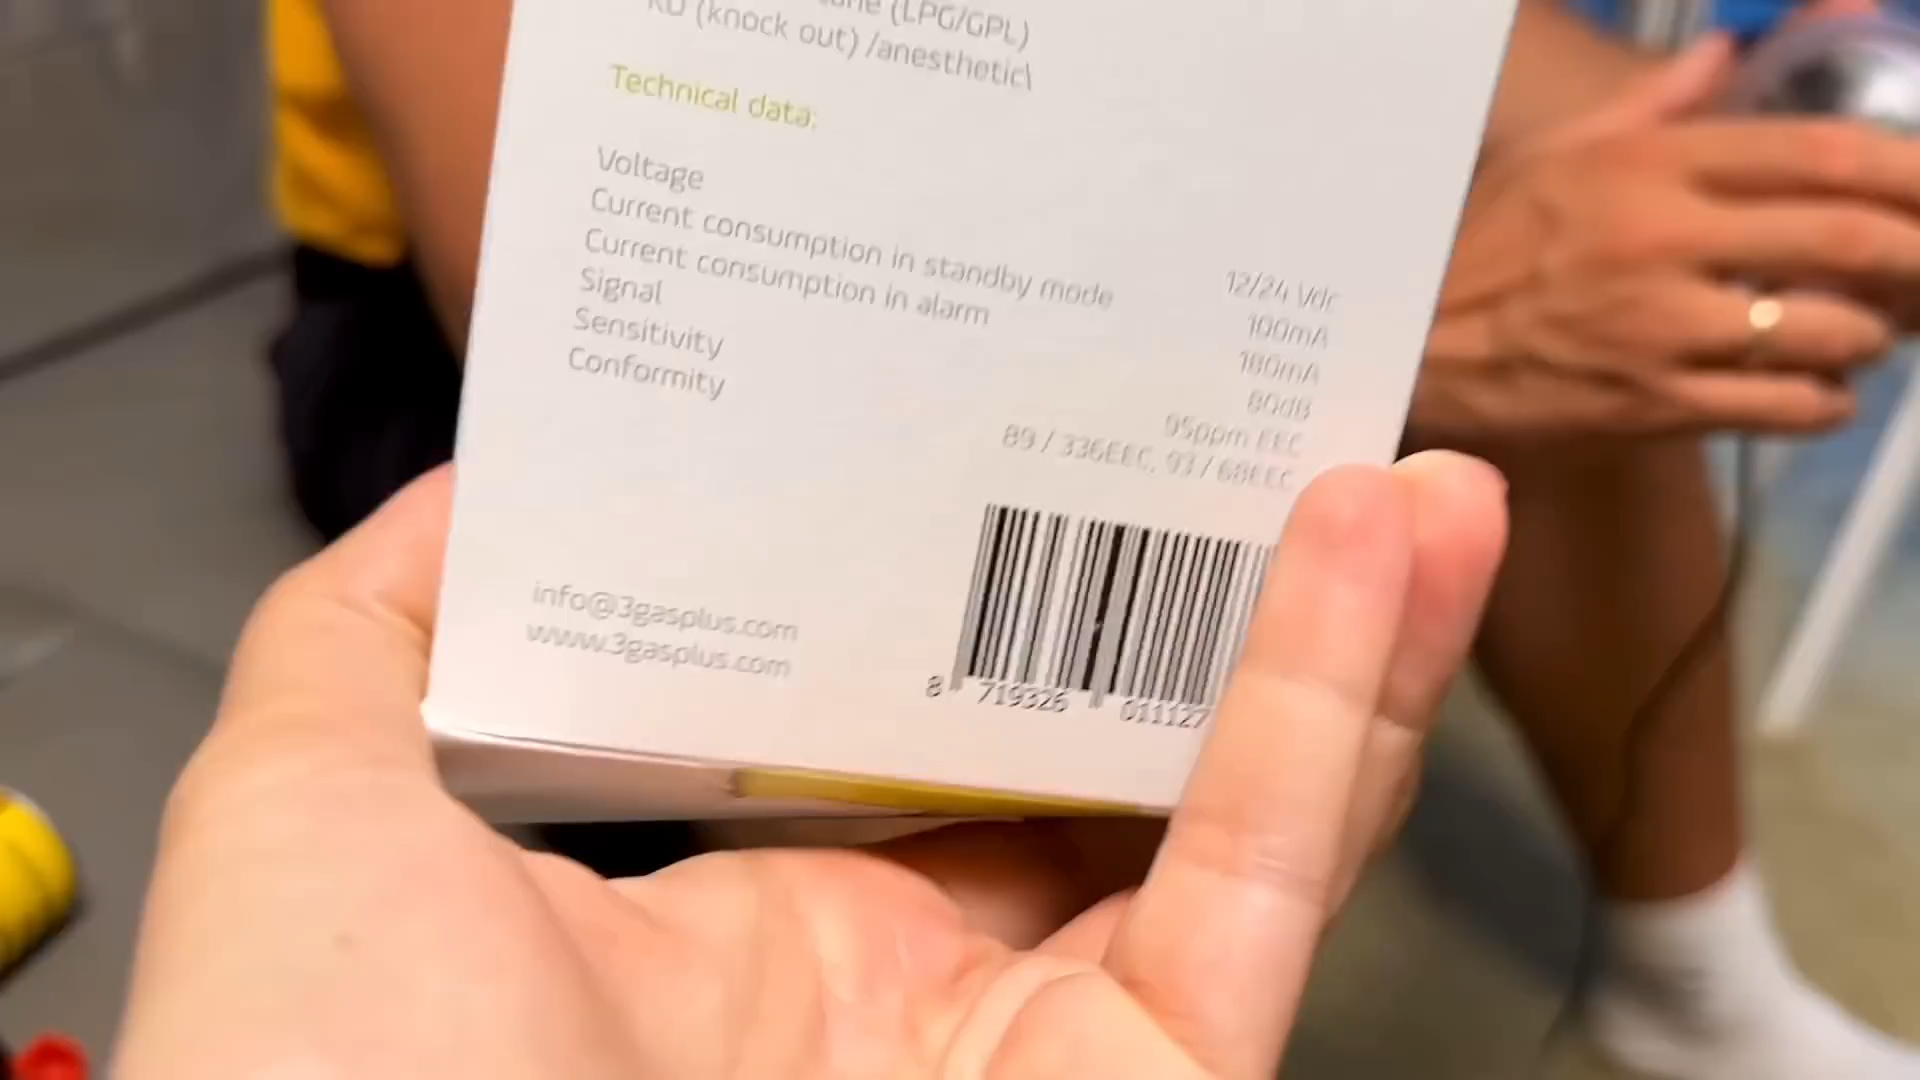 (LPG/GPL)
KO (knock out) /anesthetic\
Technical data:
Voltage 12/24 Vdc
Current consumption in standby mode 100mA
Current consumption in alarm 180mA
Signal 80dB
Sensitivity 95ppm EEC
Conformity 89 / 336EEC, 93 / 68EEC
info@3gasplus.com
www.3gasplus.com
8 719326 011127